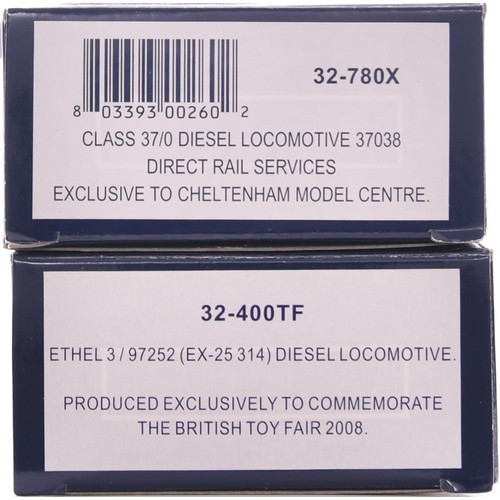 32-780X
8 03393 00260 2
CLASS 37/0 DIESEL LOCOMOTIVE 37038
DIRECT RAIL SERVICES
EXCLUSIVE TO CHELTENHAM MODEL CENTRE.
32-400TF
ETHEL 3 / 97252 (EX-25 314) DIESEL LOCOMOTIVE.
PRODUCED EXCLUSIVELY TO COMMEMORATE
THE BRITISH TOY FAIR 2008.